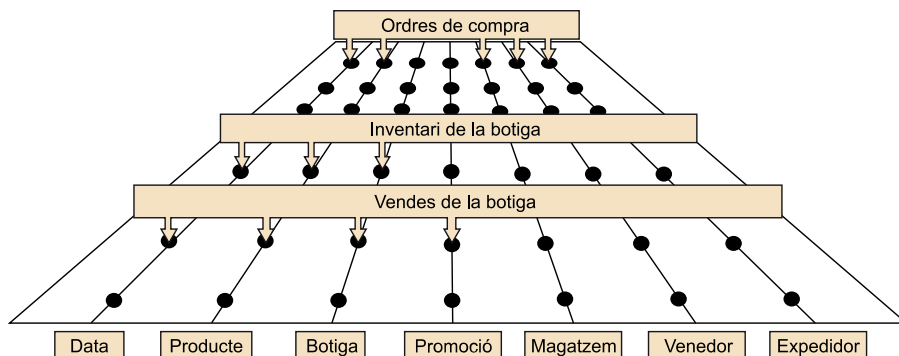 Ordres de compra
Inventari de la botiga
Vendes de la botiga
Data Producte Botiga Promoció Magatzem Venedor Expedidor